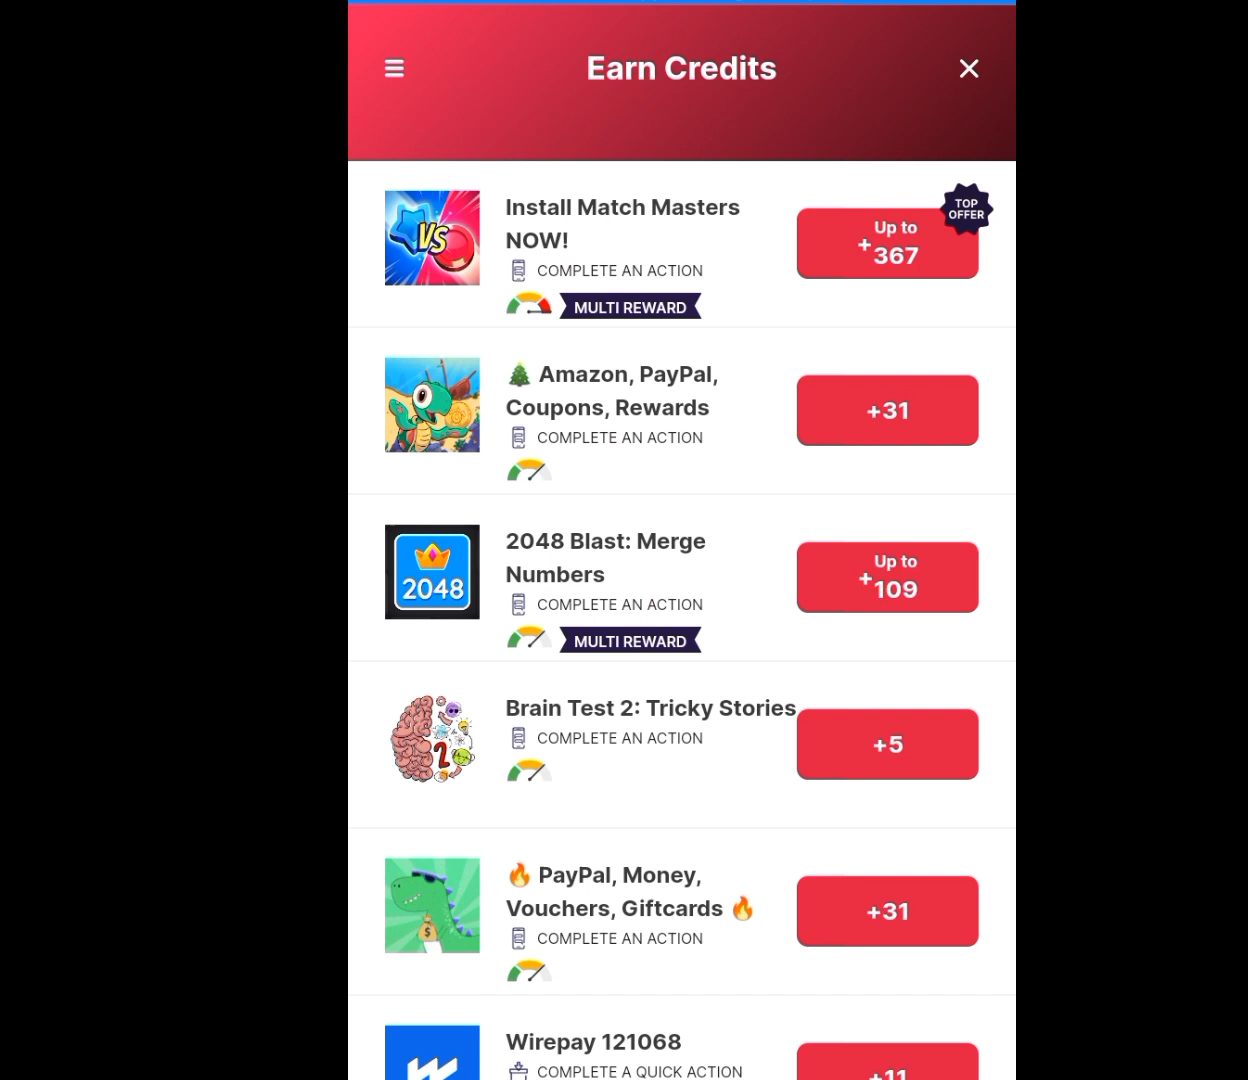 Earn Credits
VS
Install Match Masters
NOW!
COMPLETE AN ACTION
MULTI REWARD
TOP
OFFER
Up to
+367
Amazon, PayPal,
Coupons, Rewards
COMPLETE AN ACTION
+31
2048
2048 Blast: Merge
Numbers
COMPLETE AN ACTION
MULTI REWARD
Up to
+109
2
Brain Test 2: Tricky Stories
COMPLETE AN ACTION
+5
$
PayPal, Money,
Vouchers, Giftcards
COMPLETE AN ACTION
+31
Wirepay 121068
COMPLETE A QUICK ACTION
+11